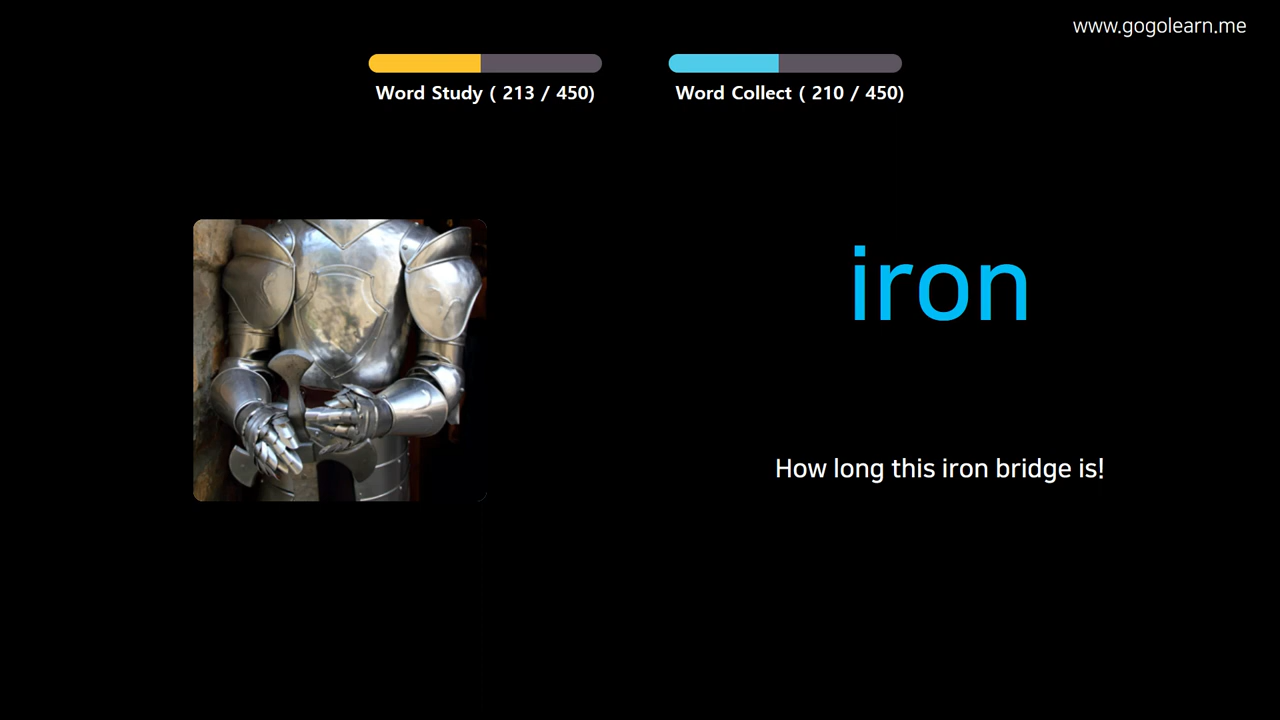 www.gogolearn.me
Word Study ( 213 / 450)
Word Collect ( 210 / 450)
iron
How long this iron bridge is!